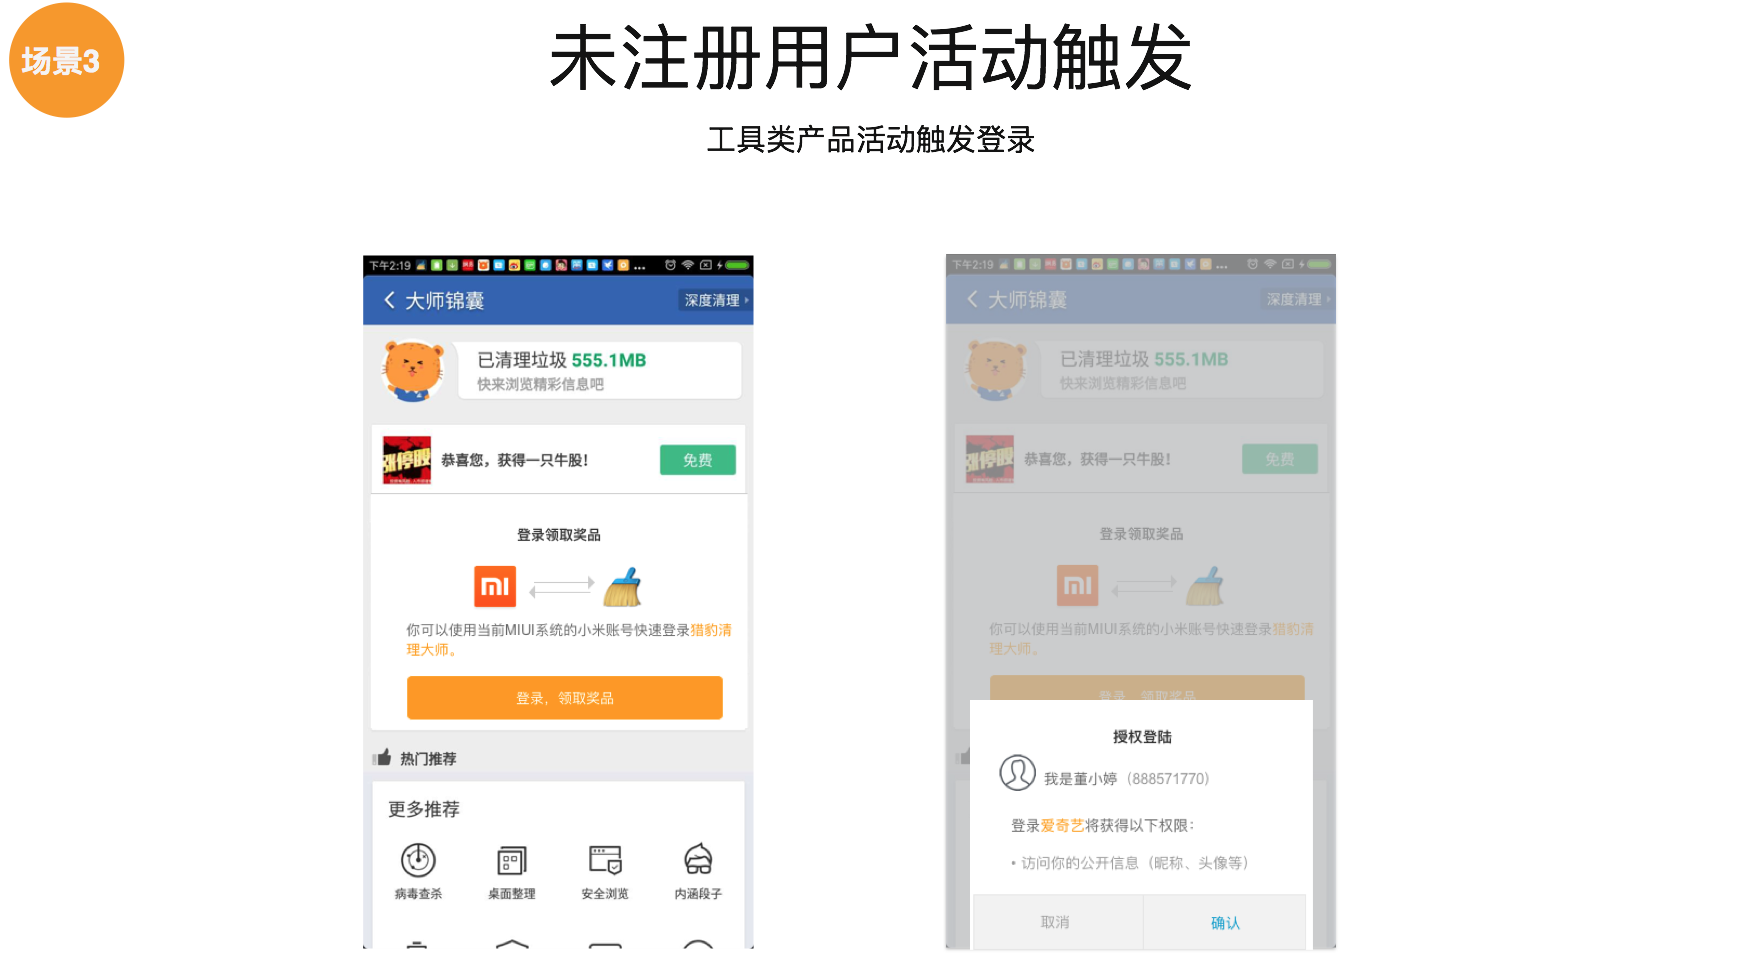 场景3
未注册用户活动触发
工具类产品活动触发登录
下午2:19
...
大师锦囊
深度清理
已清理垃圾 555.1MB
快来浏览精彩信息吧
涨停股
恭喜您，获得一只牛股！
免费
登录领取奖品
mi
你可以使用当前MIUI系统的小米账号快速登录猎豹清
理大师。
登录，领取奖品
热门推荐
更多推荐
病毒查杀
桌面整理
安全浏览
内涵段子
下午2:19
...
大师锦囊
深度清理
已清理垃圾 555.1MB
快来浏览精彩信息吧
涨停股
恭喜您，获得一只牛股！
免费
登录领取奖品
mi
你可以使用当前MIUI系统的小米账号快速登录猎豹清
理大师。
登录，领取奖品
授权登陆
我是董小婷（888571770）
登录爱奇艺将获得以下权限：
• 访问你的公开信息（昵称、头像等）
取消
确认